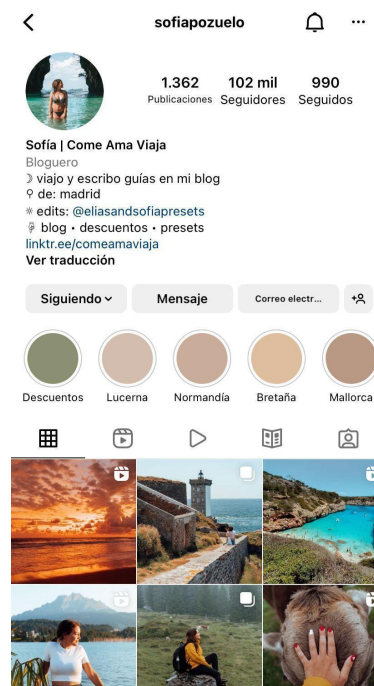 sofiapozuelo
1.362 102 mil 990
Publicaciones Seguidores Seguidos
Sofía | Come Ama Viaja
Bloguero
☽ viajo y escribo guías en mi blog
⚲ de: madrid
☼ edits: @eliasandsofiapresets
☟ blog • descuentos • presets
linktr.ee/comeamaviaja
Ver traducción
Siguiendo Mensaje Correo electr...
Descuentos Lucerna Normandía Bretaña Mallorca